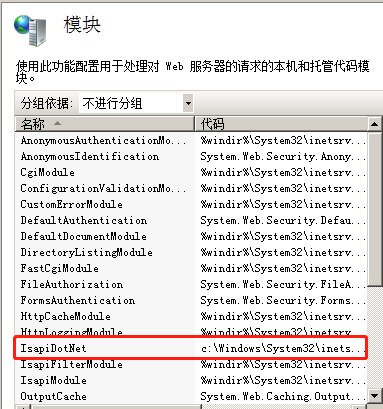 模块
使用此功能配置用于处理对 Web 服务器的请求的本机和托管代码模
块。
分组依据: 不进行分组
名称 代码
AnonymousAuthenticationMo... %windir%\System32\inetsrv...
AnonymousIdentification System.Web.Security.Anony...
CgiModule %windir%\System32\inetsrv...
ConfigurationValidationMo... %windir%\System32\inetsrv...
CustomErrorModule %windir%\System32\inetsrv...
DefaultAuthentication System.Web.Security.Defau...
DefaultDocumentModule %windir%\System32\inetsrv...
DirectoryListingModule %windir%\System32\inetsrv...
FastCgiModule %windir%\System32\inetsrv...
FileAuthorization System.Web.Security.FileA...
FormsAuthentication System.Web.Security.Forms...
HttpCacheModule %windir%\System32\inetsrv...
HttpLoggingModule %windir%\System32\inetsrv...
IsapiDotNet c:\Windows\System32\inets...
IsapiFilterModule %windir%\System32\inetsrv...
IsapiModule %windir%\System32\inetsrv...
OutputCache System.Web.Caching.Output...